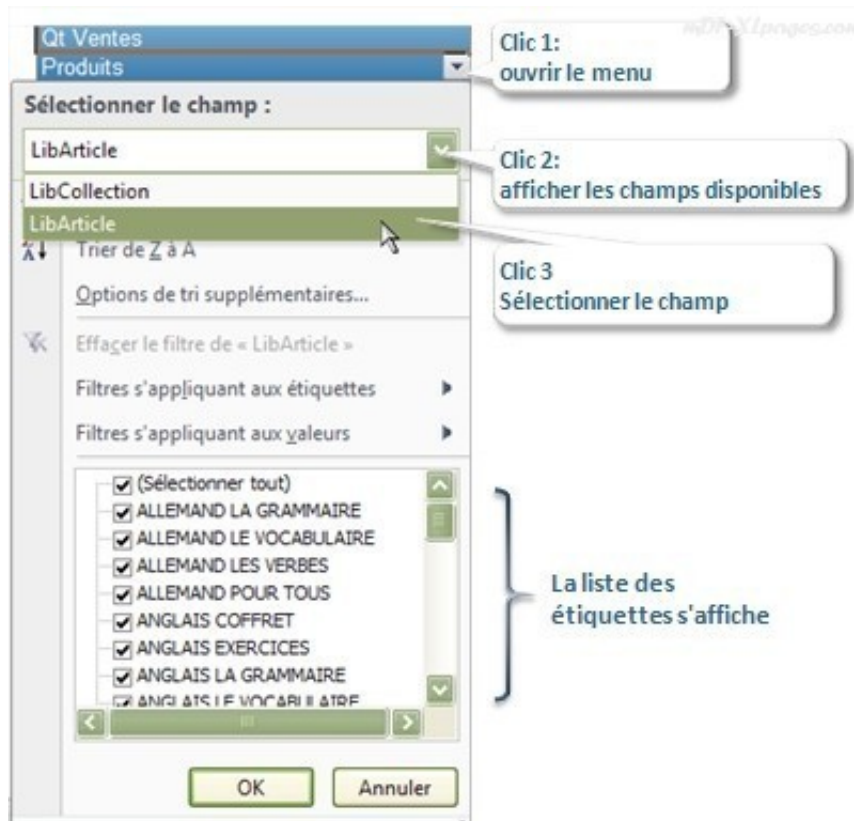 Qt Ventes
Produits
Clic 1:
ouvrir le menu
Sélectionner le champ :
LibArticle
Clic 2:
afficher les champs disponibles
LibCollection
LibArticle
Trier de Z à A
Clic 3
Sélectionner le champ
Options de tri supplémentaires...
Effacer le filtre de « LibArticle »
Filtres s'appliquant aux étiquettes
Filtres s'appliquant aux valeurs
(Sélectionner tout)
ALLEMAND LA GRAMMAIRE
ALLEMAND LE VOCABULAIRE
ALLEMAND LES VERBES
ALLEMAND POUR TOUS
ANGLAIS COFFRET
ANGLAIS EXERCICES
ANGLAIS LA GRAMMAIRE
ANGLAIS LE VOCABULAIRE
La liste des
étiquettes s'affiche
OK
Annuler